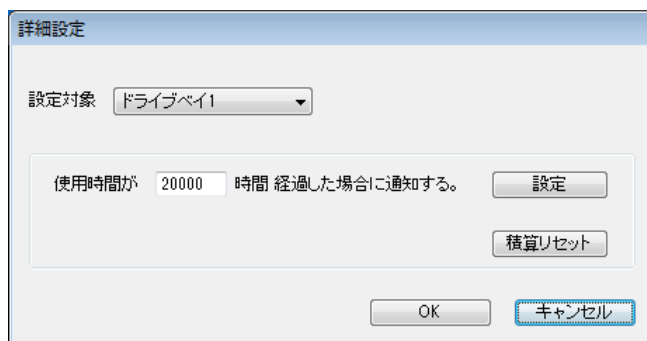 詳細設定
設定対象 ドライブベイ1
使用時間が 20000 時間 経過した場合に通知する。 設定
積算リセット
OK キャンセル